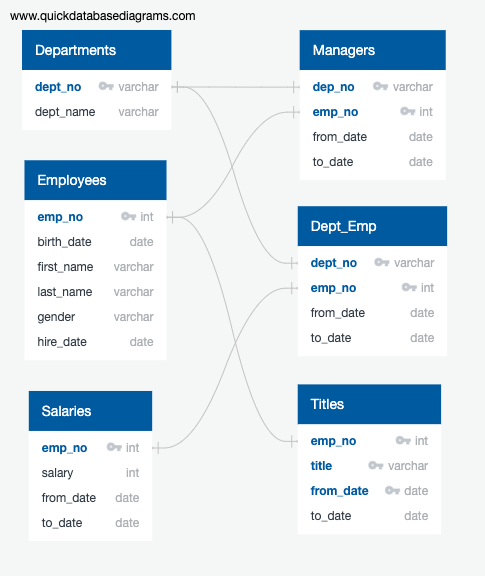 www.quickdatabasediagrams.com
Departments
dept_no varchar
dept_name varchar
Managers
dep_no varchar
emp_no int
from_date date
to_date date
Employees
emp_no int
birth_date date
first_name varchar
last_name varchar
gender varchar
hire_date date
Dept_Emp
dept_no varchar
emp_no int
from_date date
to_date date
Salaries
emp_no int
salary int
from_date date
to_date date
Titles
emp_no int
title varchar
from_date date
to_date date